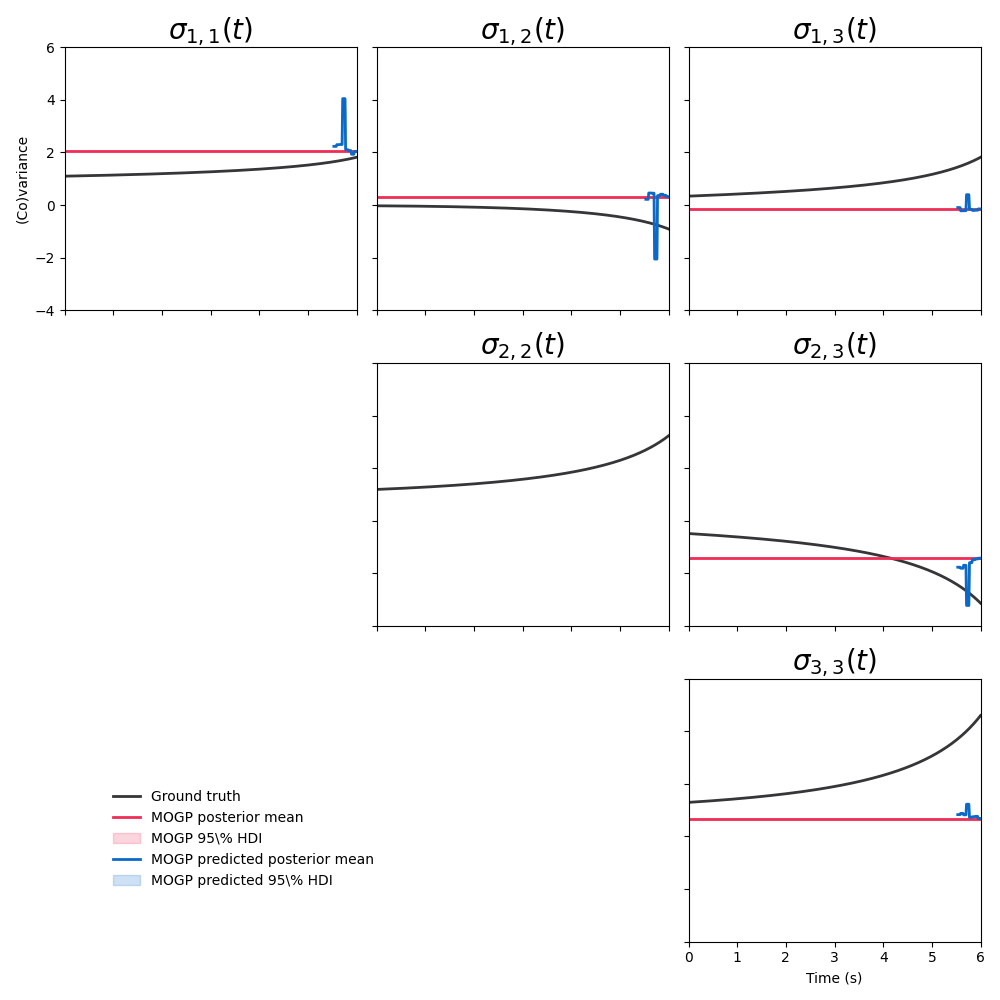 σ1,1(t)
σ1,2(t)
σ1,3(t)
6
4
2
0
−2
−4
(Co)variance
σ2,2(t)
σ2,3(t)
σ3,3(t)
Ground truth
MOGP posterior mean
MOGP 95\% HDI
MOGP predicted posterior mean
MOGP predicted 95\% HDI
0 1 2 3 4 5 6
Time (s)